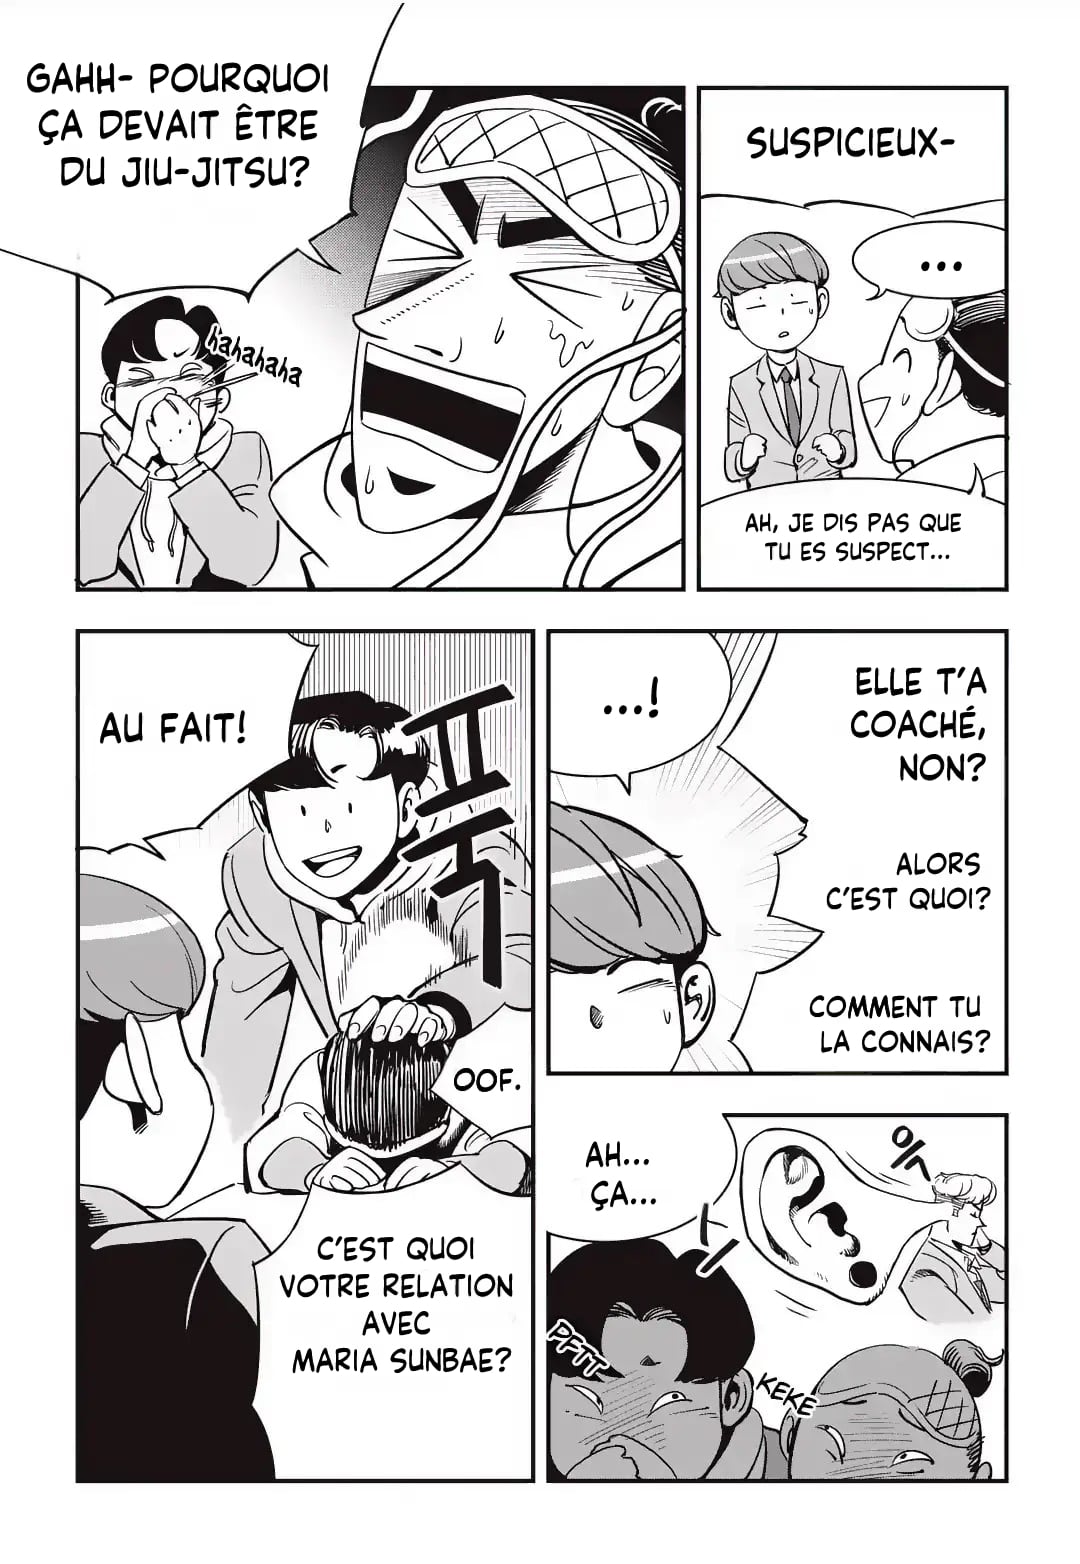 GAHH- POURQUOI
ÇA DEVAIT ÊTRE
DU JIU-JITSU?
hahahaha
SUSPICIEUX-
...
AH, JE DIS PAS QUE
TU ES SUSPECT...
AU FAIT!
퍽
OOF.
C'EST QUOI
VOTRE RELATION
AVEC
MARIA SUNBAE?
...!
ELLE T'A
COACHÉ,
NON?
ALORS
C'EST QUOI?
COMMENT TU
LA CONNAIS?
AH...
ÇA...
PFTT-
KEKE